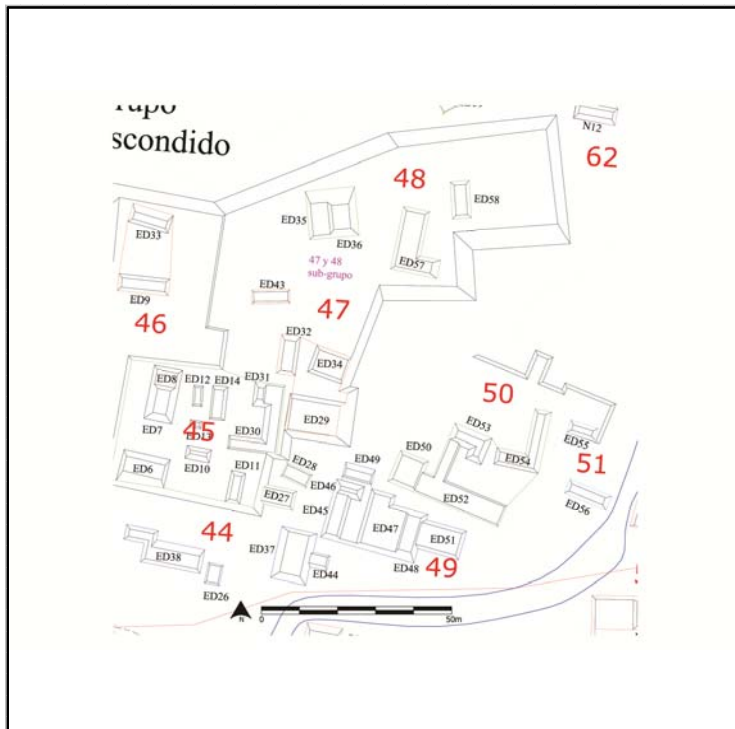 scondido
N12
62
48
ED58
ED35
ED36
ED33
47 y 48
sub-grupo
ED57
ED9
ED43
47
46
ED32
ED34
50
ED8
ED12
ED14
ED31
ED29
ED7
45
ED30
ED53
ED55
ED50
ED54
51
ED10
ED6
ED11
ED28
ED49
ED46
ED27
ED45
ED52
ED56
44
ED47
ED51
ED38
ED37
ED44
ED48
49
ED26
N
0
50m